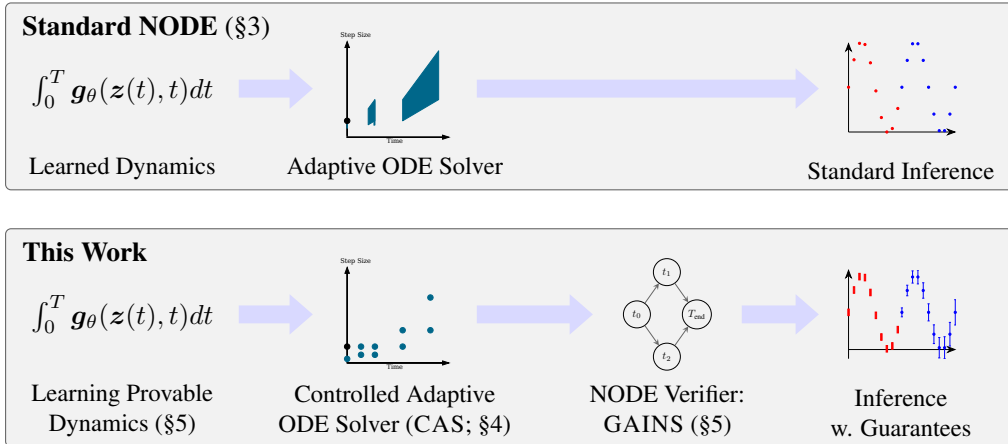 Standard NODE (§3)
Step Size
∫₀ᵀ g_θ(z(t), t)dt
Time
Learned Dynamics
Adaptive ODE Solver
Standard Inference
This Work
Step Size
∫₀ᵀ g_θ(z(t), t)dt
t₁
t₀
T_end
t₂
Time
Learning Provable
Dynamics (§5)
Controlled Adaptive
ODE Solver (CAS; §4)
NODE Verifier:
GAINS (§5)
Inference
w. Guarantees